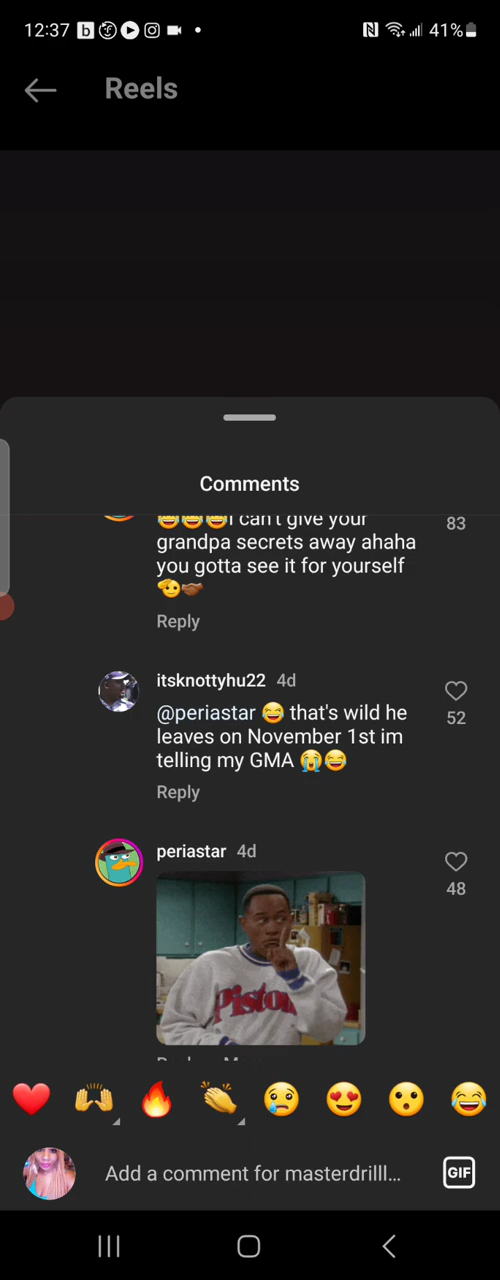 12:37
41%
Reels
Comments
😂😂😂I can't give your
grandpa secrets away ahaha
you gotta see it for yourself
🫡🤝🏾
83
Reply
itsknottyhu22 4d
@periastar 😂 that's wild he
leaves on November 1st im
telling my GMA 😭😂
52
Reply
periastar 4d
48
Piston
Add a comment for masterdrilll...
GIF